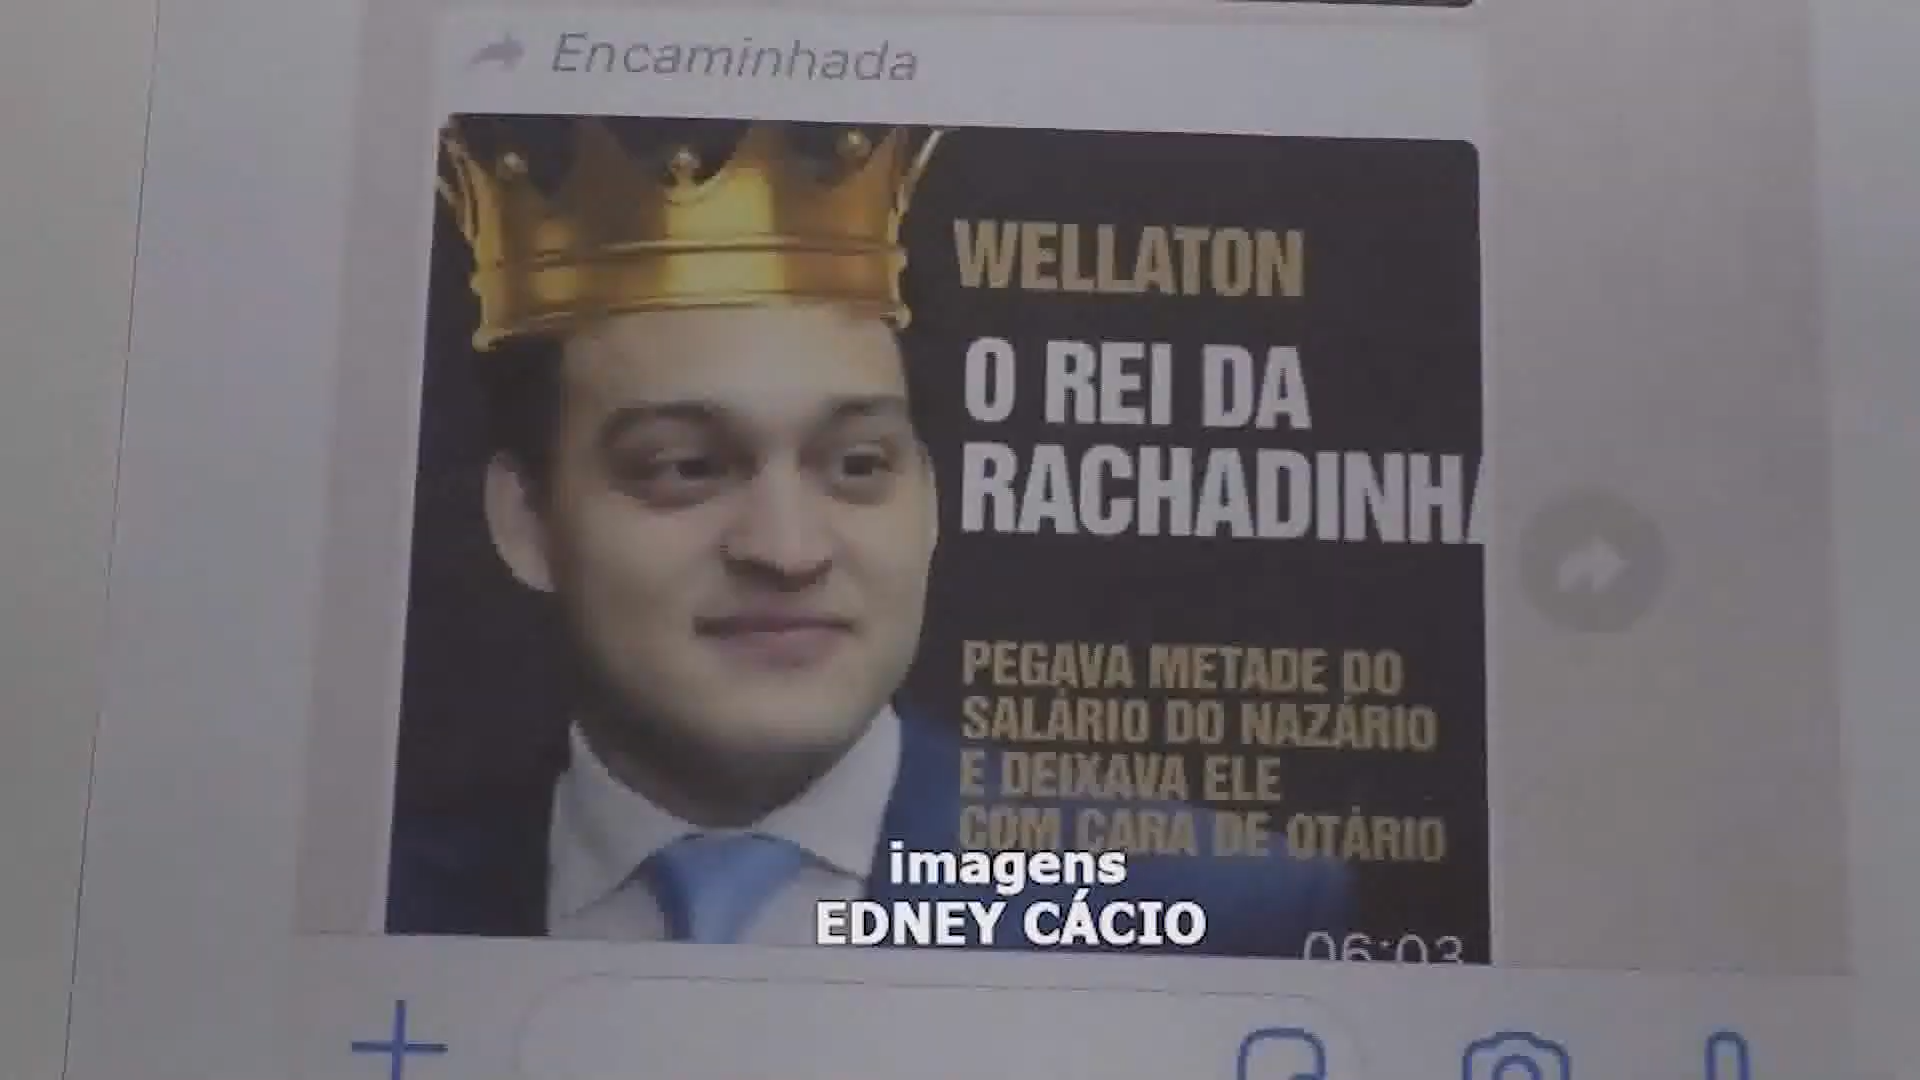 Encaminhada
WELLATON
O REI DA
RACHADINHA
PEGAVA METADE DO
SALÁRIO DO NAZÁRIO
E DEIXAVA ELE
COM CARA DE OTÁRIO
imagens
EDNEY CÁCIO
06:03